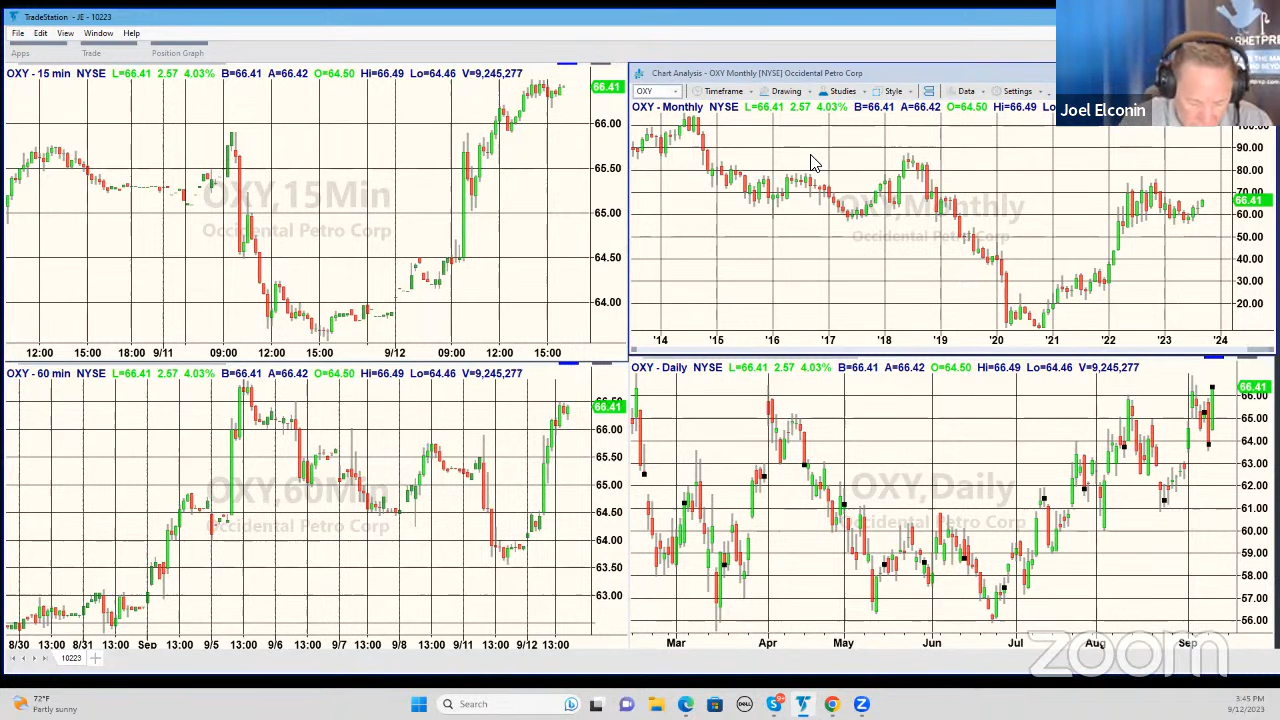 TradeStation - JE - 10223
File Edit View Window Help
Apps Trade Position Graph
OXY - 15 min NYSE L=66.41 2.57 4.03% B=66.41 A=66.42 O=64.50 Hi=66.49 Lo=64.46 V=9,245,277
66.41
66.00
65.50
65.00
64.50
64.00
OXY,15Min
Occidental Petro Corp
12:00 15:00 18:00 9/11 09:00 12:00 15:00 9/12 09:00 12:00 15:00
Chart Analysis - OXY Monthly [NYSE] Occidental Petro Corp
OXY Timeframe Drawing Studies Style Data Settings
OXY - Monthly NYSE L=66.41 2.57 4.03% B=66.41 A=66.42 O=64.50 Hi=66.49
90.00
80.00
70.00
66.41
60.00
50.00
40.00
30.00
20.00
OXY,Monthly
Occidental Petro Corp
'14 '15 '16 '17 '18 '19 '20 '21 '22 '23 '24
Joel Elconin
OXY - 60 min NYSE L=66.41 2.57 4.03% B=66.41 A=66.42 O=64.50 Hi=66.49 Lo=64.46 V=9,245,277
66.41
66.00
65.50
65.00
64.50
64.00
63.50
63.00
OXY,60Min
Occidental Petro Corp
8/30 13:00 8/31 13:00 Sep 13:00 9/5 13:00 9/6 13:00 9/7 13:00 9/8 13:00 9/11 13:00 9/12 13:00
OXY - Daily NYSE L=66.41 2.57 4.03% B=66.41 A=66.42 O=64.50 Hi=66.49 Lo=64.46 V=9,245,277
66.41
66.00
65.00
64.00
63.00
62.00
61.00
60.00
59.00
58.00
57.00
56.00
OXY,Daily
Occidental Petro Corp
Mar Apr May Jun Jul Aug Sep
10223
zoom
72°F
Partly sunny
Search
DELL
3:45 PM
9/12/2023